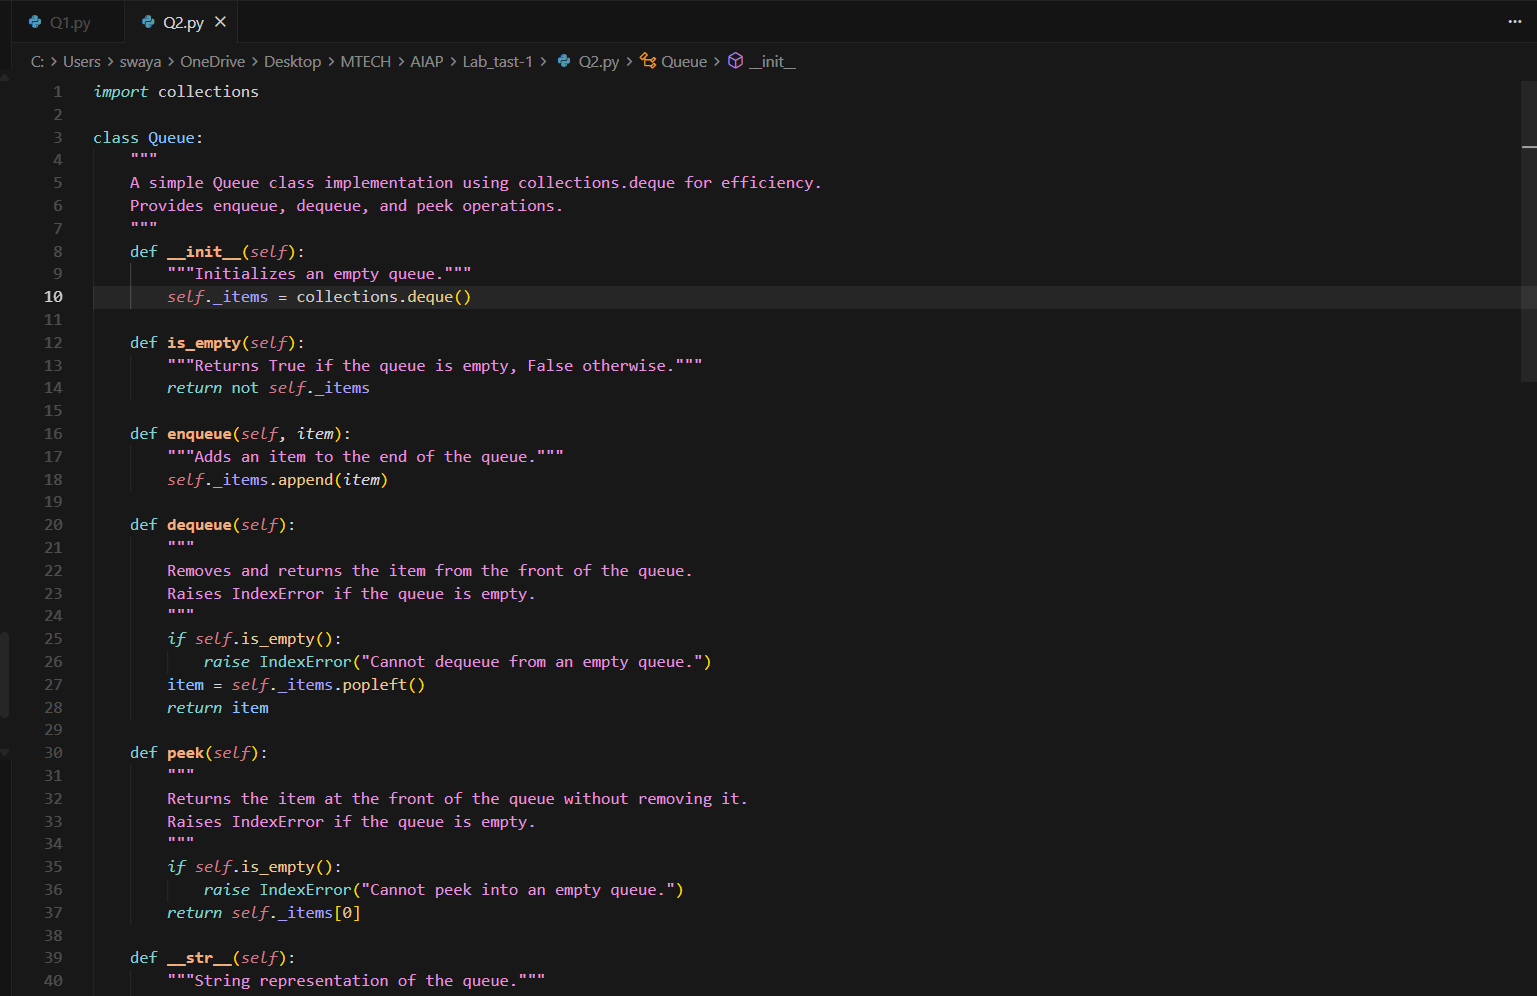 Q1.py Q2.py ...
C: > Users > swaya > OneDrive > Desktop > MTECH > AIAP > Lab_tast-1 > Q2.py > Queue > __init__
1 import collections
2
3 class Queue:
4     """
5     A simple Queue class implementation using collections.deque for efficiency.
6     Provides enqueue, dequeue, and peek operations.
7     """
8     def __init__(self):
9         """Initializes an empty queue."""
10         self._items = collections.deque()
11
12     def is_empty(self):
13         """Returns True if the queue is empty, False otherwise."""
14         return not self._items
15
16     def enqueue(self, item):
17         """Adds an item to the end of the queue."""
18         self._items.append(item)
19
20     def dequeue(self):
21         """
22         Removes and returns the item from the front of the queue.
23         Raises IndexError if the queue is empty.
24         """
25         if self.is_empty():
26             raise IndexError("Cannot dequeue from an empty queue.")
27         item = self._items.popleft()
28         return item
29
30     def peek(self):
31         """
32         Returns the item at the front of the queue without removing it.
33         Raises IndexError if the queue is empty.
34         """
35         if self.is_empty():
36             raise IndexError("Cannot peek into an empty queue.")
37         return self._items[0]
38
39     def __str__(self):
40         """String representation of the queue."""